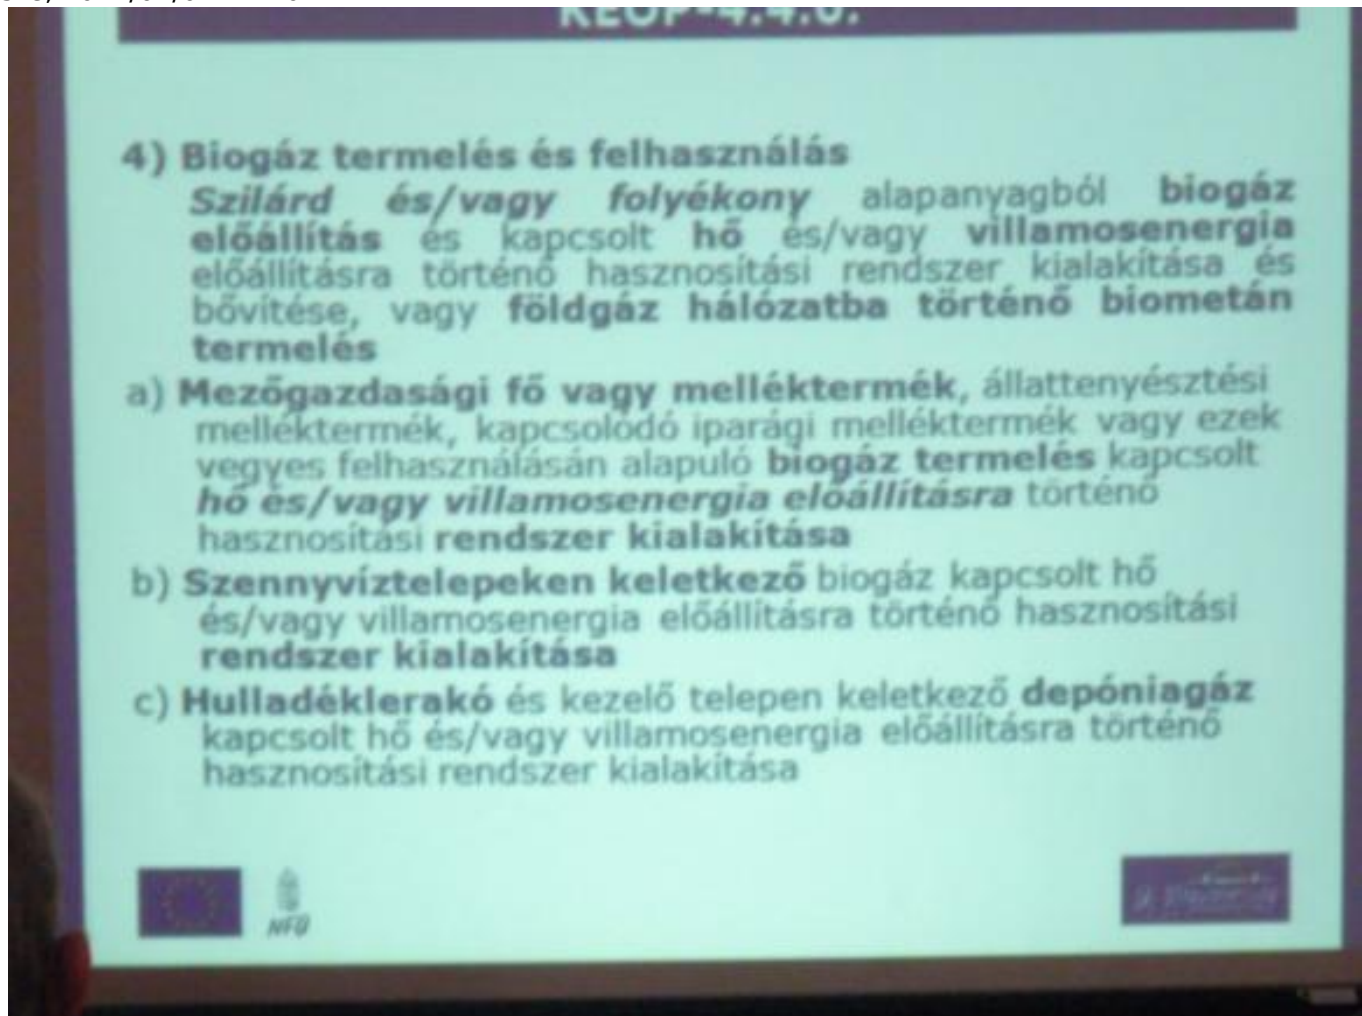 KEOP-4.4.0.
4) Biogáz termelés és felhasználás
Szilárd és/vagy folyékony alapanyagból biogáz
előállítás és kapcsolt hő és/vagy villamosenergia
előállításra történő hasznosítási rendszer kialakítása és
bővítése, vagy földgáz hálózatba történő biometán
termelés
a) Mezőgazdasági fő vagy melléktermék, állattenyésztési
melléktermék, kapcsolódó iparági melléktermék vagy ezek
vegyes felhasználásán alapuló biogáz termelés kapcsolt
hő és/vagy villamosenergia előállításra történő
hasznosítási rendszer kialakítása
b) Szennyvíztelepeken keletkező biogáz kapcsolt hő
és/vagy villamosenergia előállításra történő hasznosítási
rendszer kialakítása
c) Hulladéklerakó és kezelő telepen keletkező depóniagáz
kapcsolt hő és/vagy villamosenergia előállításra történő
hasznosítási rendszer kialakítása
NFÜ